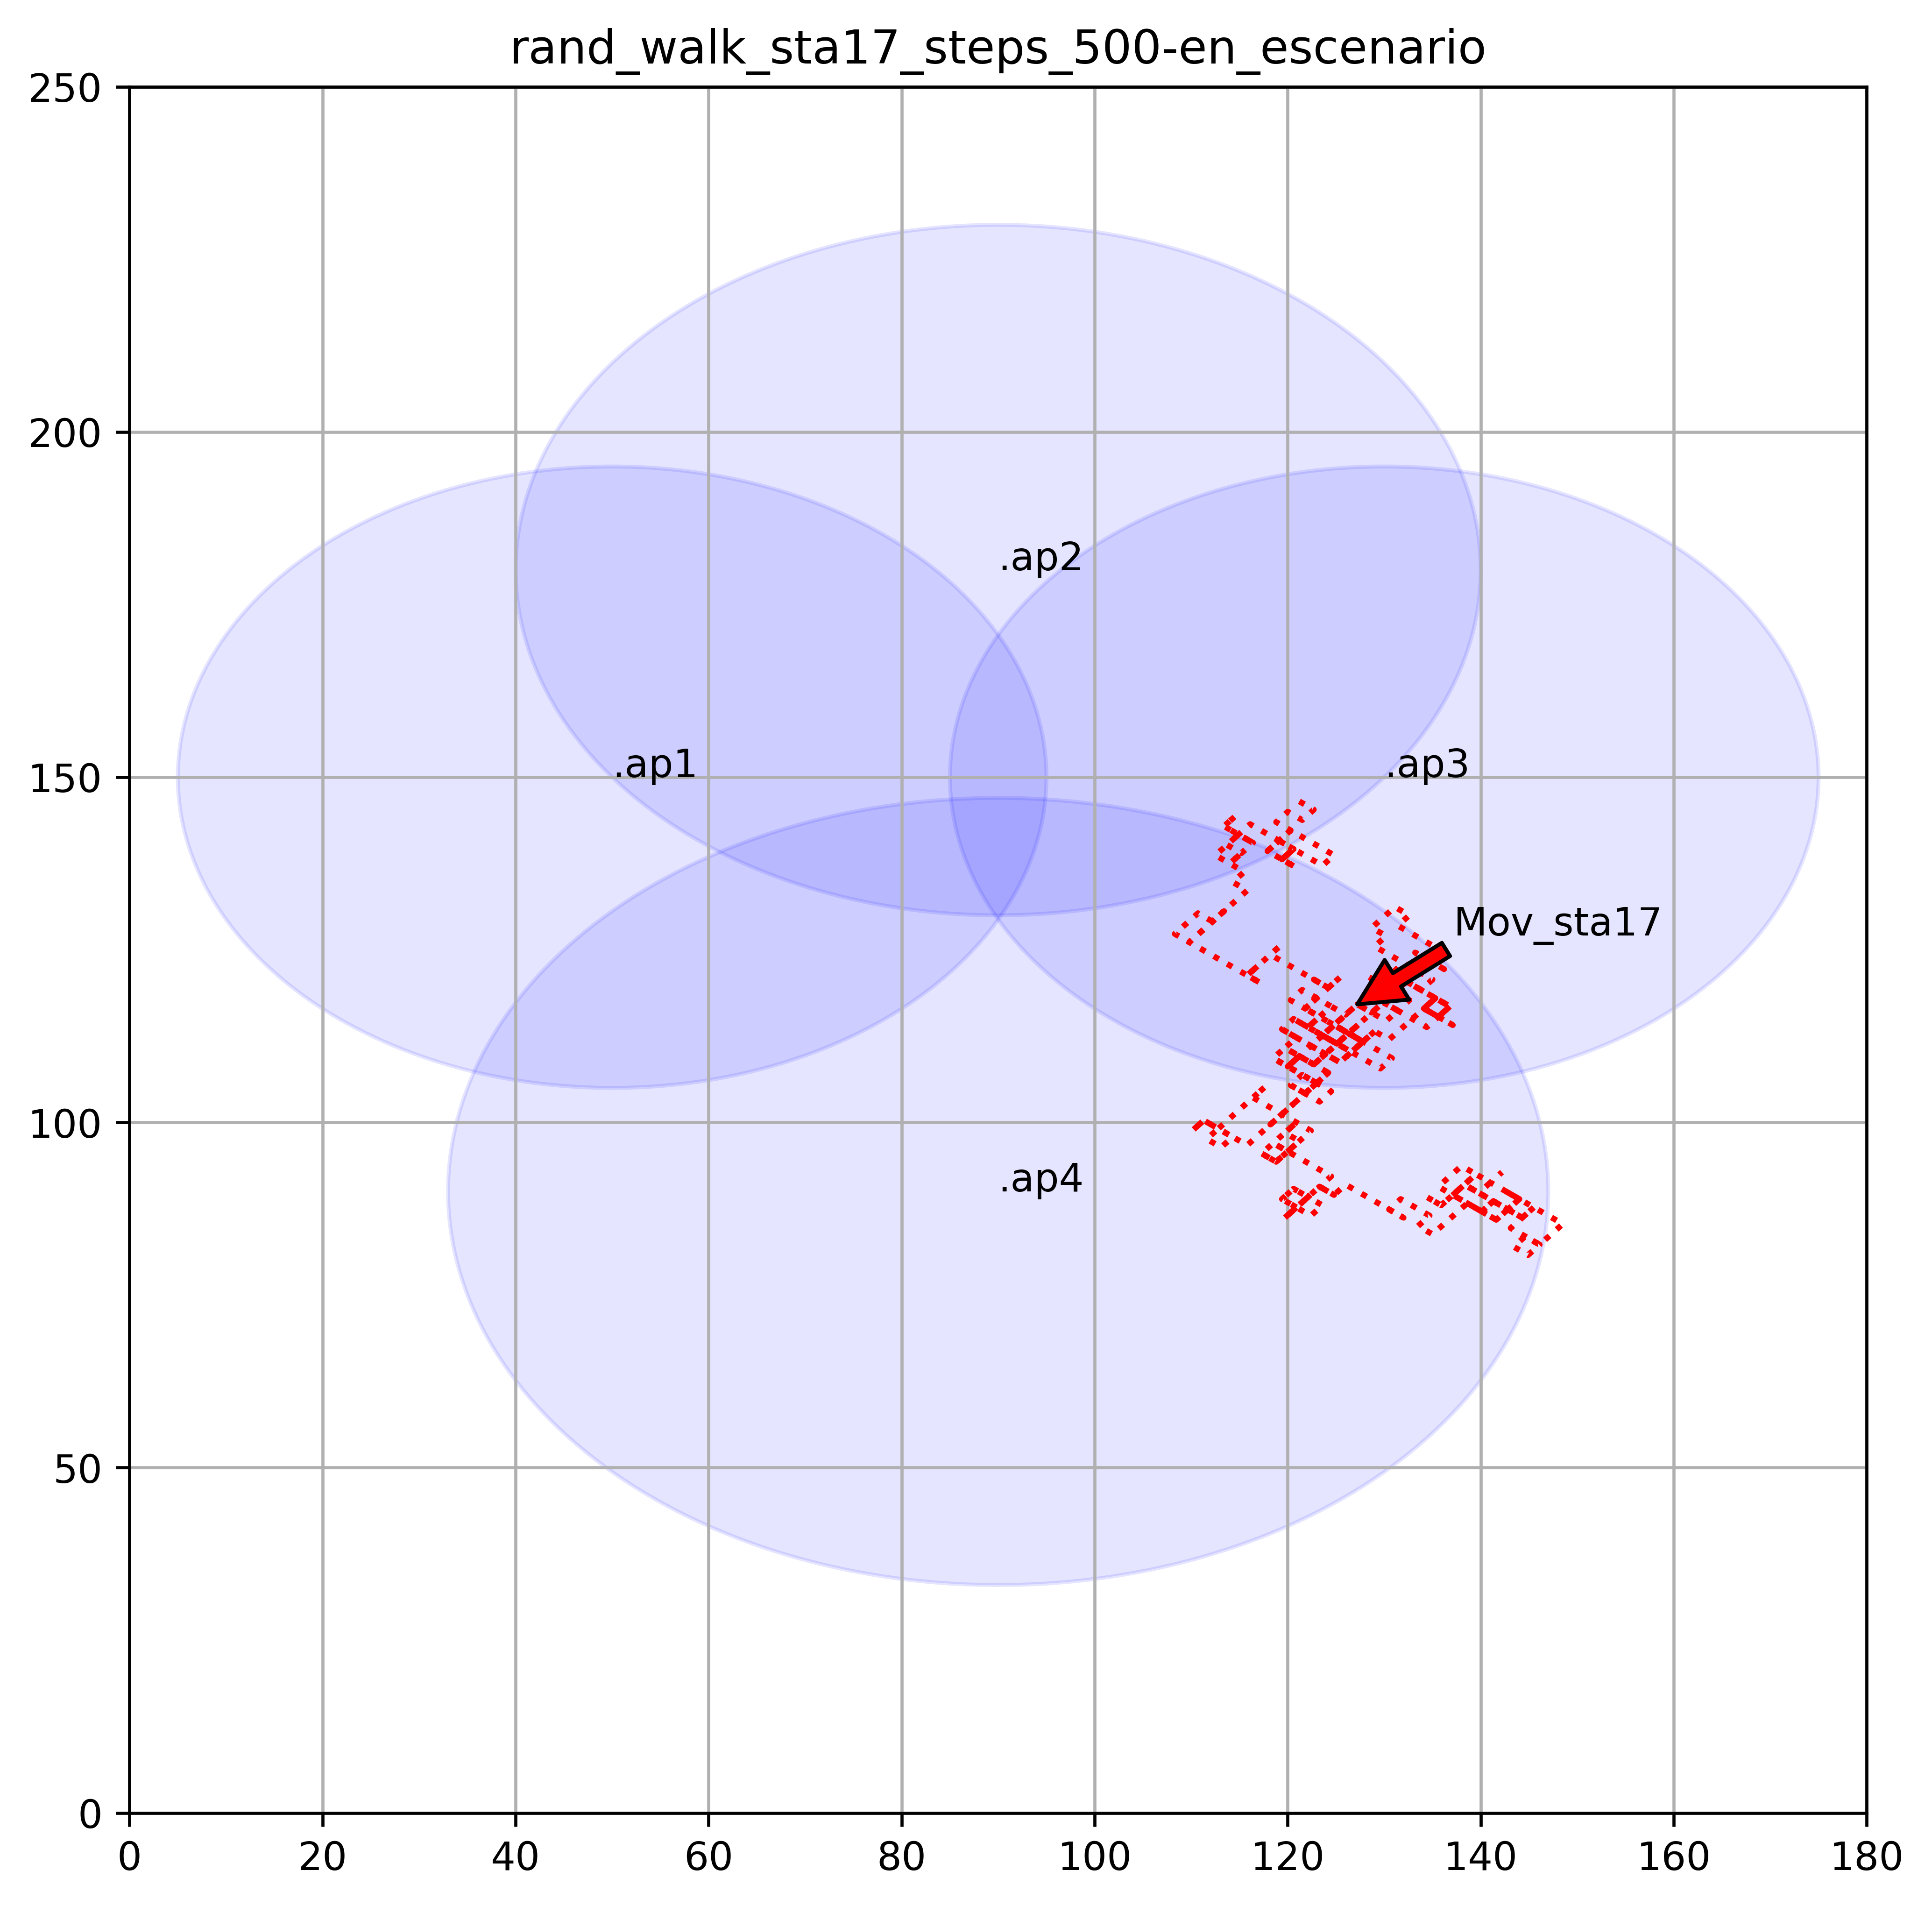 rand_walk_sta17_steps_500-en_escenario
250
200
150
100
50
0
.ap2
.ap1
.ap3
Mov_sta17
.ap4
0 20 40 60 80 100 120 140 160 180